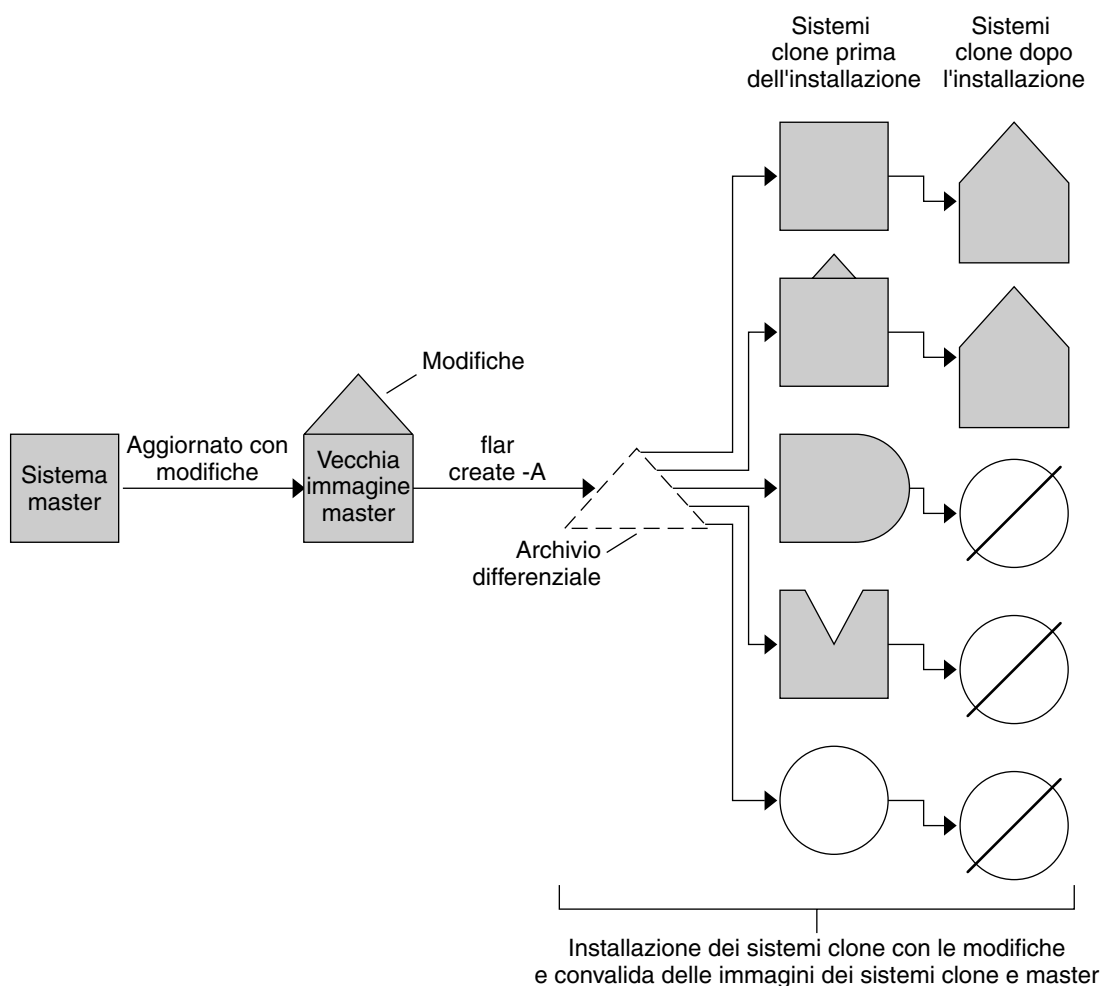 Sistemi
clone prima
dell'installazione
Sistemi
clone dopo
l'installazione
Modifiche
Sistema
master
Aggiornato con
modifiche
Vecchia
immagine
master
flar
create -A
Archivio
differenziale
Installazione dei sistemi clone con le modifiche
e convalida delle immagini dei sistemi clone e master